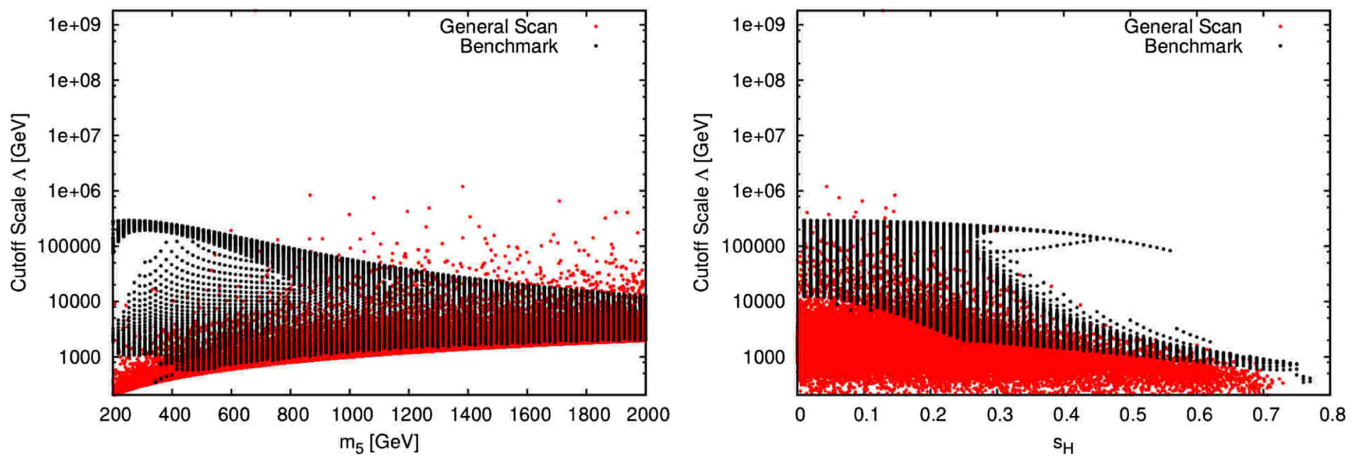 1e+09
1e+08
1e+07
1e+06
100000
10000
1000
Cutoff Scale Λ [GeV]
General Scan
Benchmark
200 400 600 800 1000 1200 1400 1600 1800 2000
m5 [GeV]
1e+09
1e+08
1e+07
1e+06
100000
10000
1000
Cutoff Scale Λ [GeV]
General Scan
Benchmark
0 0.1 0.2 0.3 0.4 0.5 0.6 0.7 0.8
sH